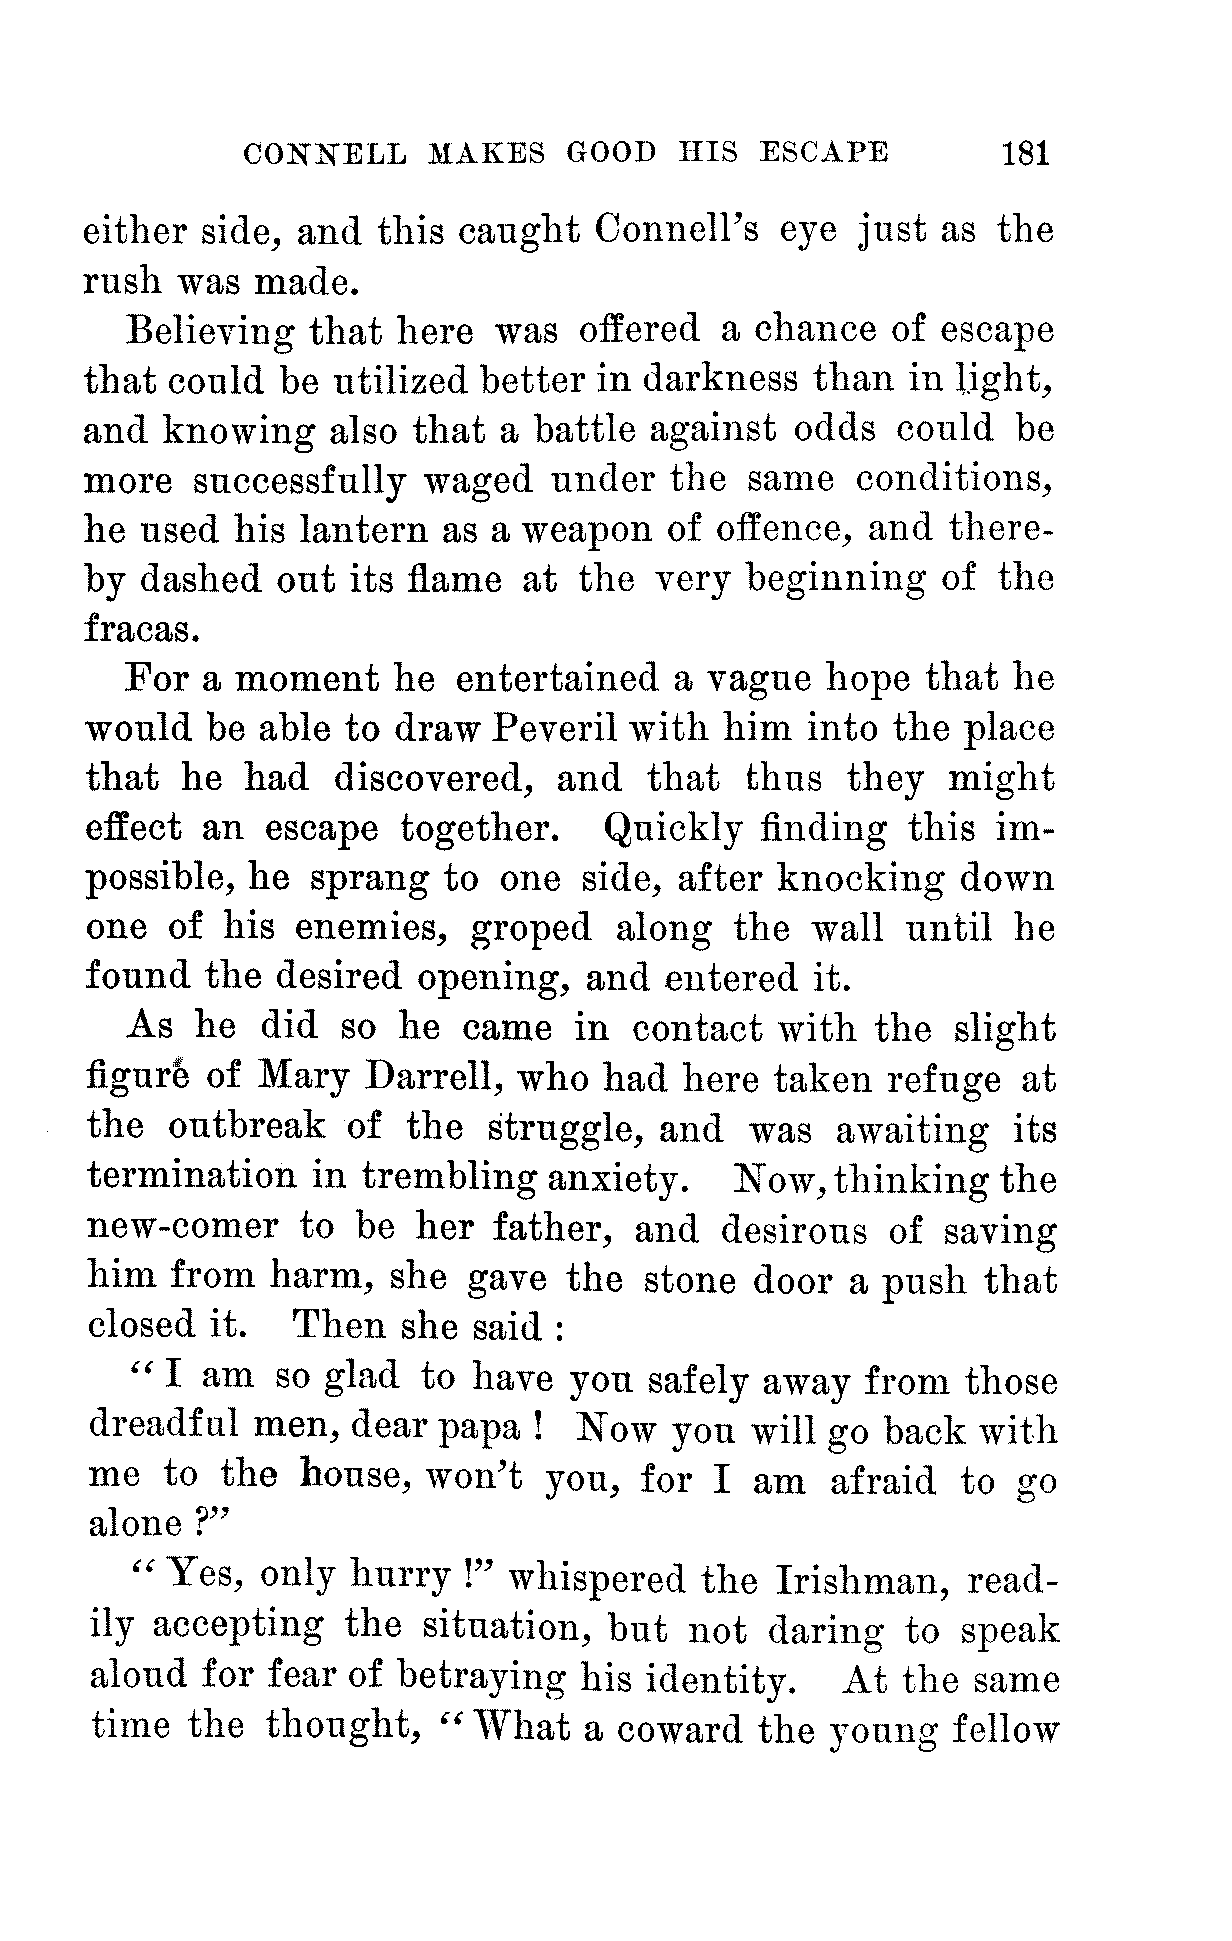 CONNELL MAKES GOOD HIS ESCAPE 181
either side, and this caught Connell's eye just as the
rush was made.
Believing that here was offered a chance of escape
that could be utilized better in darkness than in light,
and knowing also that a battle against odds could be
more successfully waged under the same conditions,
he used his lantern as a weapon of offence, and there-
by dashed out its flame at the very beginning of the
fracas.
For a moment he entertained a vague hope that he
would be able to draw Peveril with him into the place
that he had discovered, and that thus they might
effect an escape together. Quickly finding this im-
possible, he sprang to one side, after knocking down
one of his enemies, groped along the wall until he
found the desired opening, and entered it.
As he did so he came in contact with the slight
figure of Mary Darrell, who had here taken refuge at
the outbreak of the struggle, and was awaiting its
termination in trembling anxiety. Now, thinking the
new-comer to be her father, and desirous of saving
him from harm, she gave the stone door a push that
closed it. Then she said :
“ I am so glad to have you safely away from those
dreadful men, dear papa ! Now you will go back with
me to the house, won't you, for I am afraid to go
alone ?”
“ Yes, only hurry !” whispered the Irishman, read-
ily accepting the situation, but not daring to speak
aloud for fear of betraying his identity. At the same
time the thought, “ What a coward the young fellow